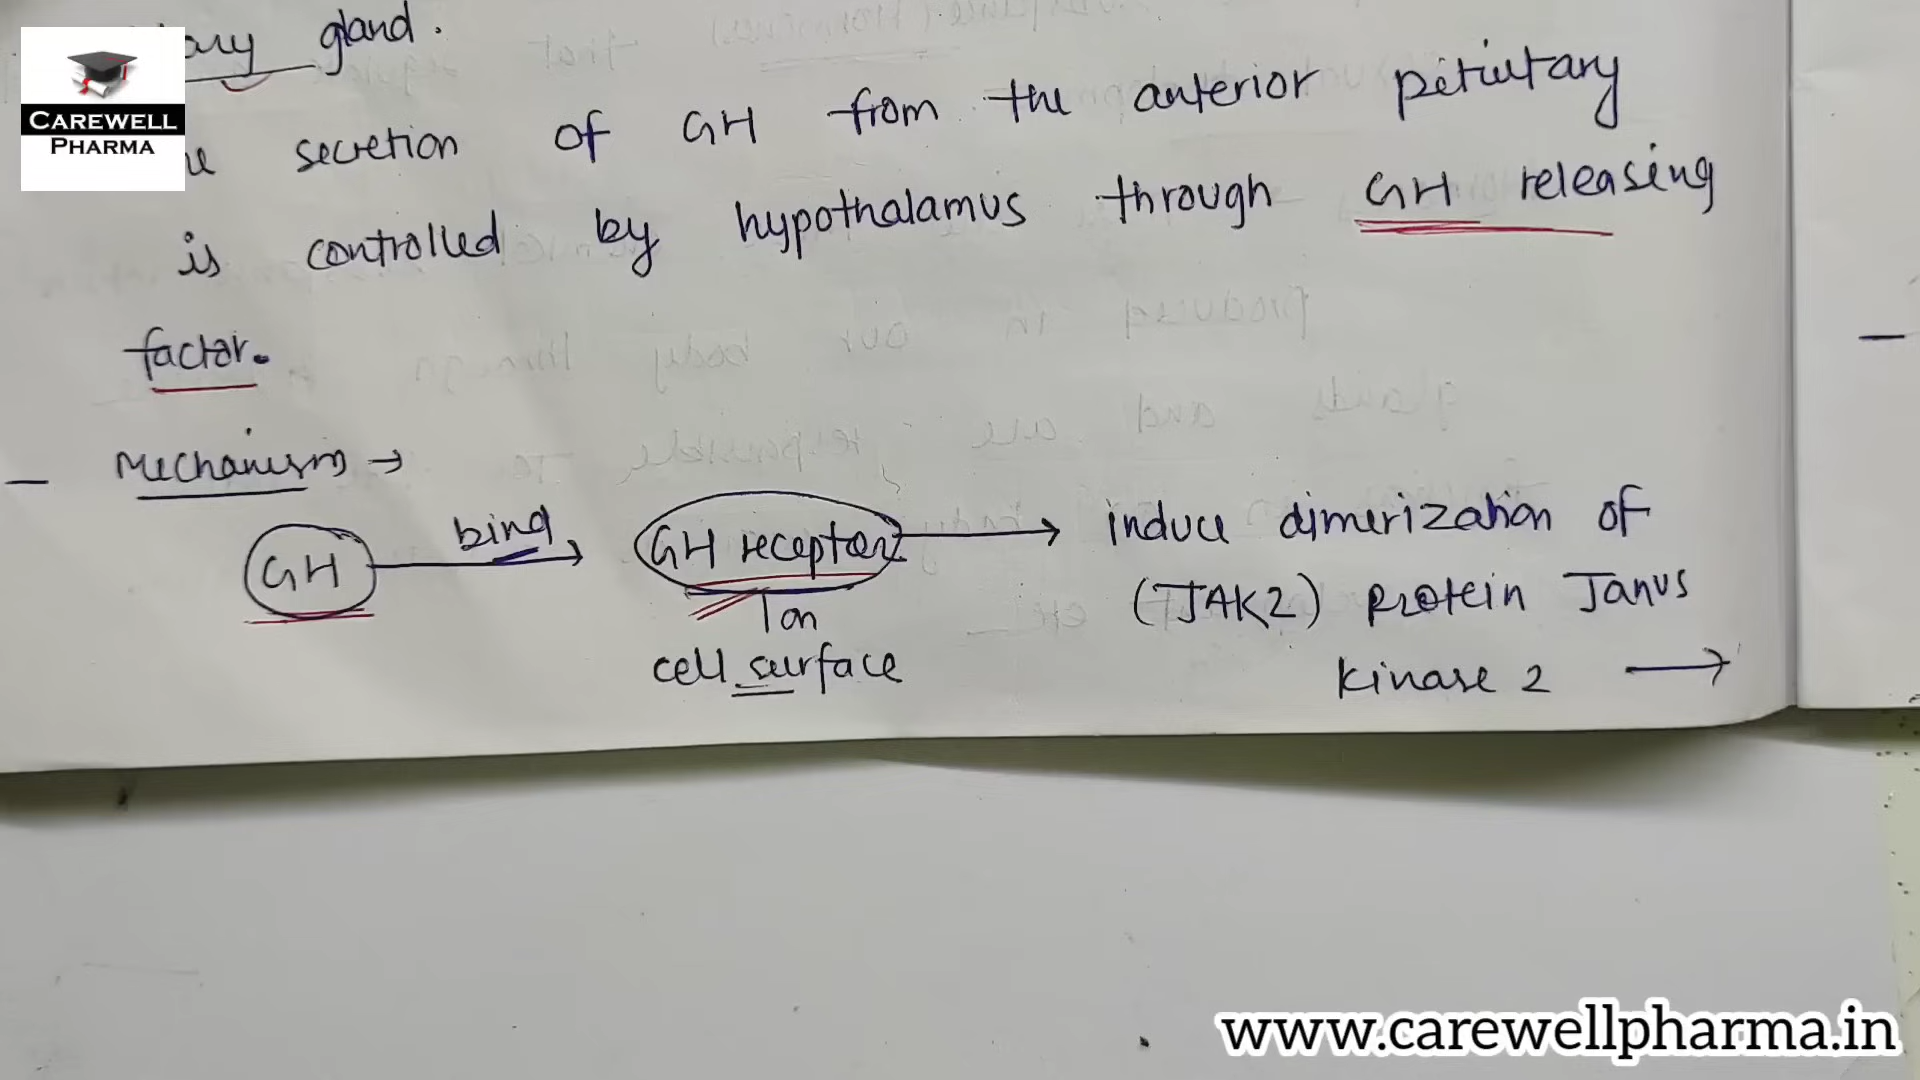 gland.
CAREWELL
PHARMA
secretion of GH from the anterior petiutary
is controlled by hypothalamus through GH releasing
factor.
Mechanism →
GH bind → GH receptor → induce dimerization of
on (JAK2) protein Janus
cell surface Kinase 2 →
www.carewellpharma.in